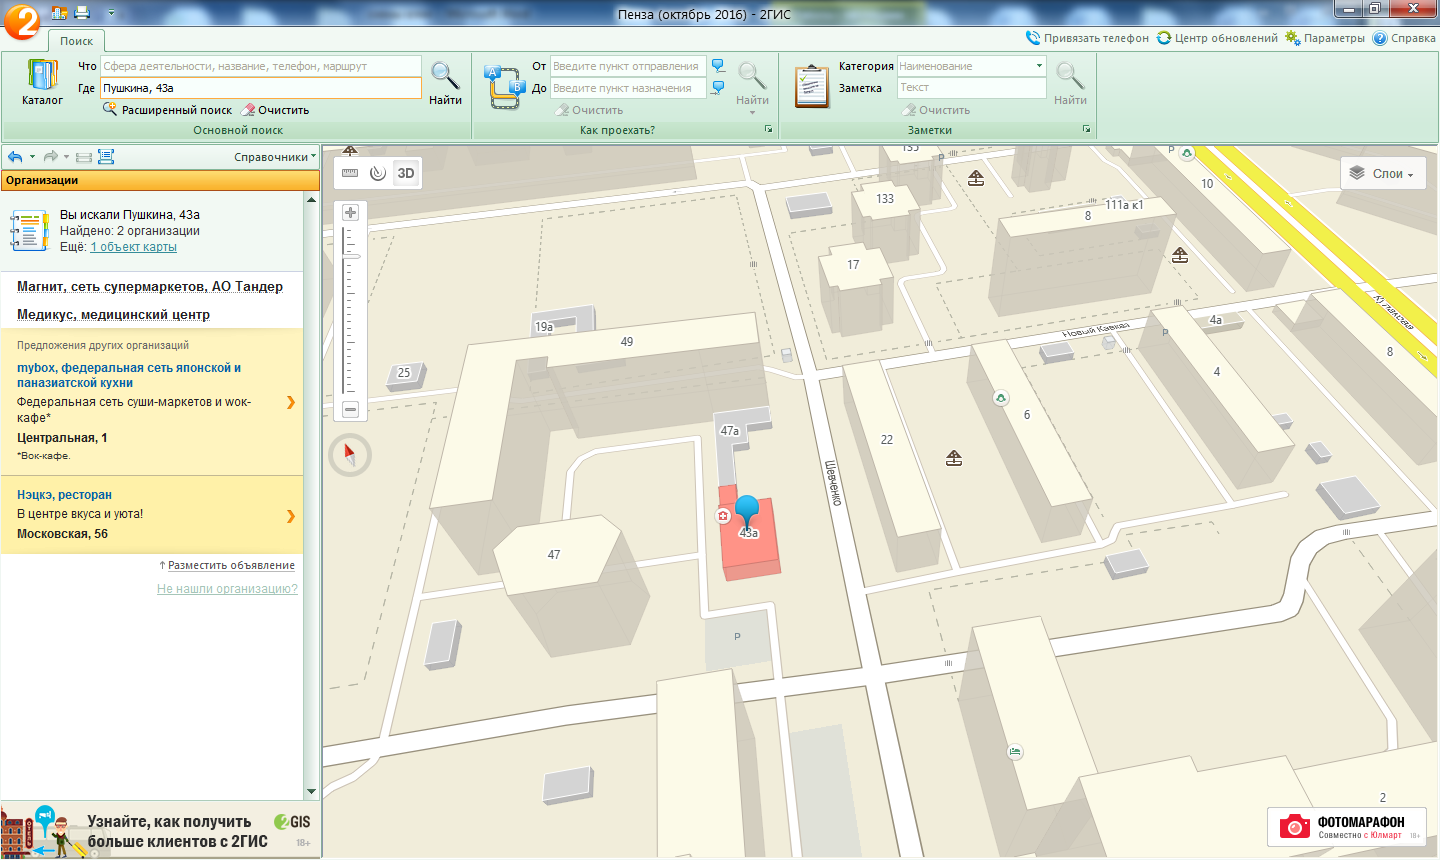 Пенза (октябрь 2016) - 2ГИС
Поиск
Привязать телефон
Центр обновлений
Параметры
Справка
Каталог
Что
Сфера деятельности, название, телефон, маршрут
Где
Пушкина, 43а
Расширенный поиск
Очистить
Найти
Основной поиск
От
Введите пункт отправления
До
Введите пункт назначения
Очистить
Найти
Как проехать?
Категория
Наименование
Заметка
Текст
Очистить
Найти
Заметки
Справочники
Организации
Вы искали Пушкина, 43а
Найдено: 2 организации
Ещё: 1 объект карты
Магнит, сеть супермаркетов, АО Тандер
Медикус, медицинский центр
Предложения других организаций
mybox, федеральная сеть японской и
паназиатской кухни
Федеральная сеть суши-маркетов и wok-
кафе*
Центральная, 1
*Вок-кафе.
Нэцкэ, ресторан
В центре вкуса и уюта!
Московская, 56
↑ Разместить объявление
Не нашли организацию?
Узнайте, как получить
больше клиентов с 2ГИС
2GIS
18+
3D
Слои
135
P
P
10
133
8
111а к1
17
19а
49
25
Новый Кавказ
P
4а
8
4
6
22
47а
Шевченко
43а
47
P
2
ФОТОМАРАФОН
Совместно с Юлмарт
18+